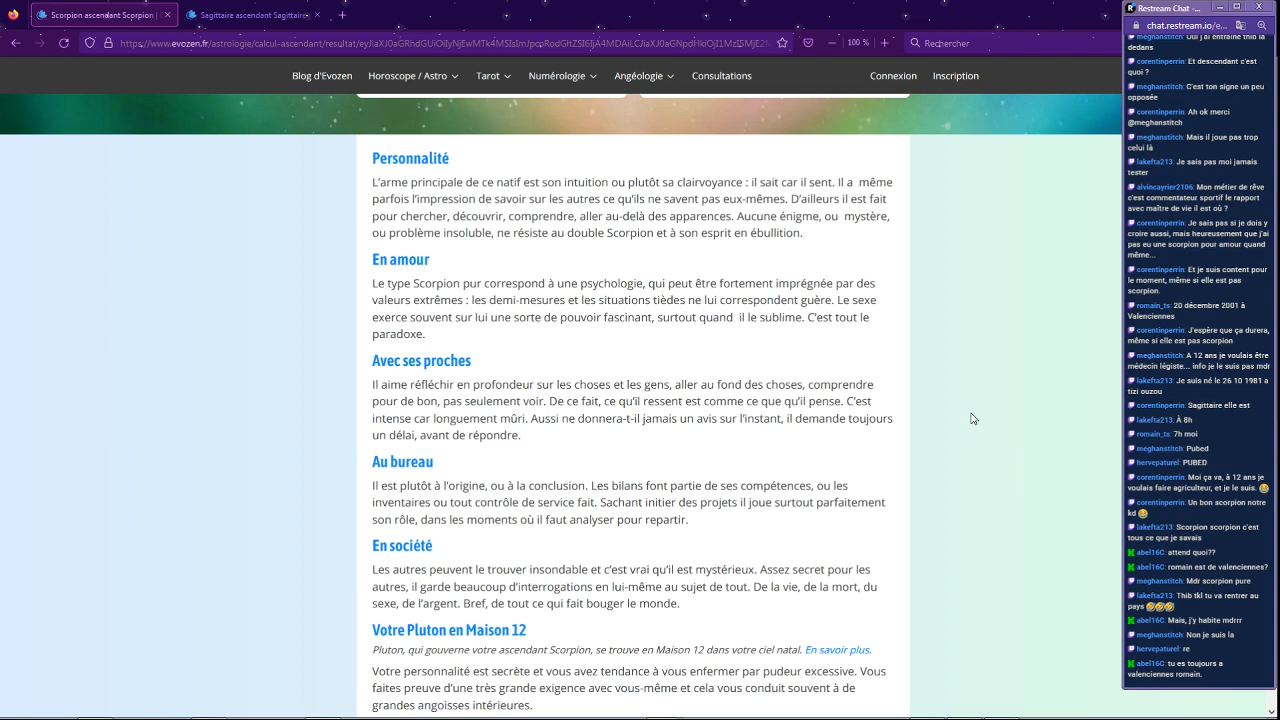 Scorpion ascendant Scorpion |
Sagittaire ascendant Sagittaire
Restream Chat - ...
https://www.evozen.fr/astrologie/calcul-ascendant/resultat/
100 %
Rechercher
chat.restream.io/e...
Blog d'Evozen
Horoscope / Astro
Tarot
Numérologie
Angéologie
Consultations
Connexion
Inscription
Personnalité
L'arme principale de ce natif est son intuition ou plutôt sa clairvoyance : il sait car il sent. Il a même
parfois l'impression de savoir sur les autres ce qu'ils ne savent pas eux-mêmes. D'ailleurs il est fait
pour chercher, découvrir, comprendre, aller au-delà des apparences. Aucune énigme, ou mystère,
ou problème insoluble, ne résiste au double Scorpion et à son esprit en ébullition.
En amour
Le type Scorpion pur correspond à une psychologie, qui peut être fortement imprégnée par des
valeurs extrêmes : les demi-mesures et les situations tièdes ne lui correspondent guère. Le sexe
exerce souvent sur lui une sorte de pouvoir fascinant, surtout quand il le sublime. C'est tout le
paradoxe.
Avec ses proches
Il aime réfléchir en profondeur sur les choses et les gens, aller au fond des choses, comprendre
pour de bon pas seulement voir. De ce fait, ce qu'il ressent est comme ce que qu'il pense. C'est
intense car longuement mûri. Aussi ne donnera-t-il jamais un avis sur l'instant, il demande toujours
un délai, avant de répondre.
Au bureau
Il est plutôt à l'origine, ou, à la conclusion. Les bilans font partie de ses compétences, ou les
inventaires en tout genre, de ce fait. Sachant initier des projets il joue surtout parfaitement
son rôle, dans les moments où il faut analyser pour repartir.
En société
Les autres peuvent le trouver insondable et c'est vrai qu'il est mystérieux. Assez secret pour les
autres, il garde beaucoup d'interrogations en lui-même au sujet de tout. De la vie, de la mort, du
sexe, de l'argent. Bref, de tout ce qui fait bouger le monde.
Votre Pluton en Maison 12
Pluton, qui gouverne votre ascendant Scorpion, se trouve en Maison 12 dans votre ciel natal. En savoir plus.
Votre personnalité est secrète et vous avez tendance à vous enfermer par pudeur excessive. Vous
faites preuve d'une très grande exigence avec vous-même et cela vous conduit souvent à de
grandes angoisses intérieures.
meghanstitch: Oui j'ai entraîné thib là
dedans
corentinperrin: Et descendant c'est
quoi ?
meghanstitch: C'est ton signe un peu
opposée
corentinperrin: Ah ok merci
@meghanstitch
meghanstitch: Mais il joue pas trop
celui là
lakefta213: Je sais pas moi jamais
tester
alvincayrier2106: Mon métier de rêve
c'est commentateur sportif le rapport
avec maître de vie il est où ?
corentinperrin: Je sais pas si je dois y
croire aussi, mais heureusement que j'ai
pas eu une scorpion pour amour quand
même...
corentinperrin: Et je suis content pour
le moment, même si elle est pas
scorpion.
romain_ts: 20 décembre 2001 à
Valenciennes
corentinperrin: J'espère que ça durera,
même si elle est pas scorpion
meghanstitch: A 12 ans je voulais être
médecin légiste... info je le suis pas mdr
lakefta213: Je suis né le 26 10 1981 a
tizi ouzou
corentinperrin: Sagittaire elle est
lakefta213: À 8h
romain_ts: 7h moi
meghanstitch: Pubed
hervepaturel: PUBED
corentinperrin: Moi ça va, à 12 ans je
voulais faire agriculteur, et je le suis. 😂
corentinperrin: Un bon scorpion notre
kd 😂
lakefta213: Scorpion scorpion c'est
tous ce que je savais
abel16C: attend quoi??
abel16C: romain est de valenciennes?
meghanstitch: Mdr scorpion pure
lakefta213: Thib tkl tu va rentrer au
pays 🤣🤣🤣
abel16C: Mais, j'y habite mdrrr
meghanstitch: Non je suis la
hervepaturel: re
abel16C: tu es toujours a
valenciennes romain.